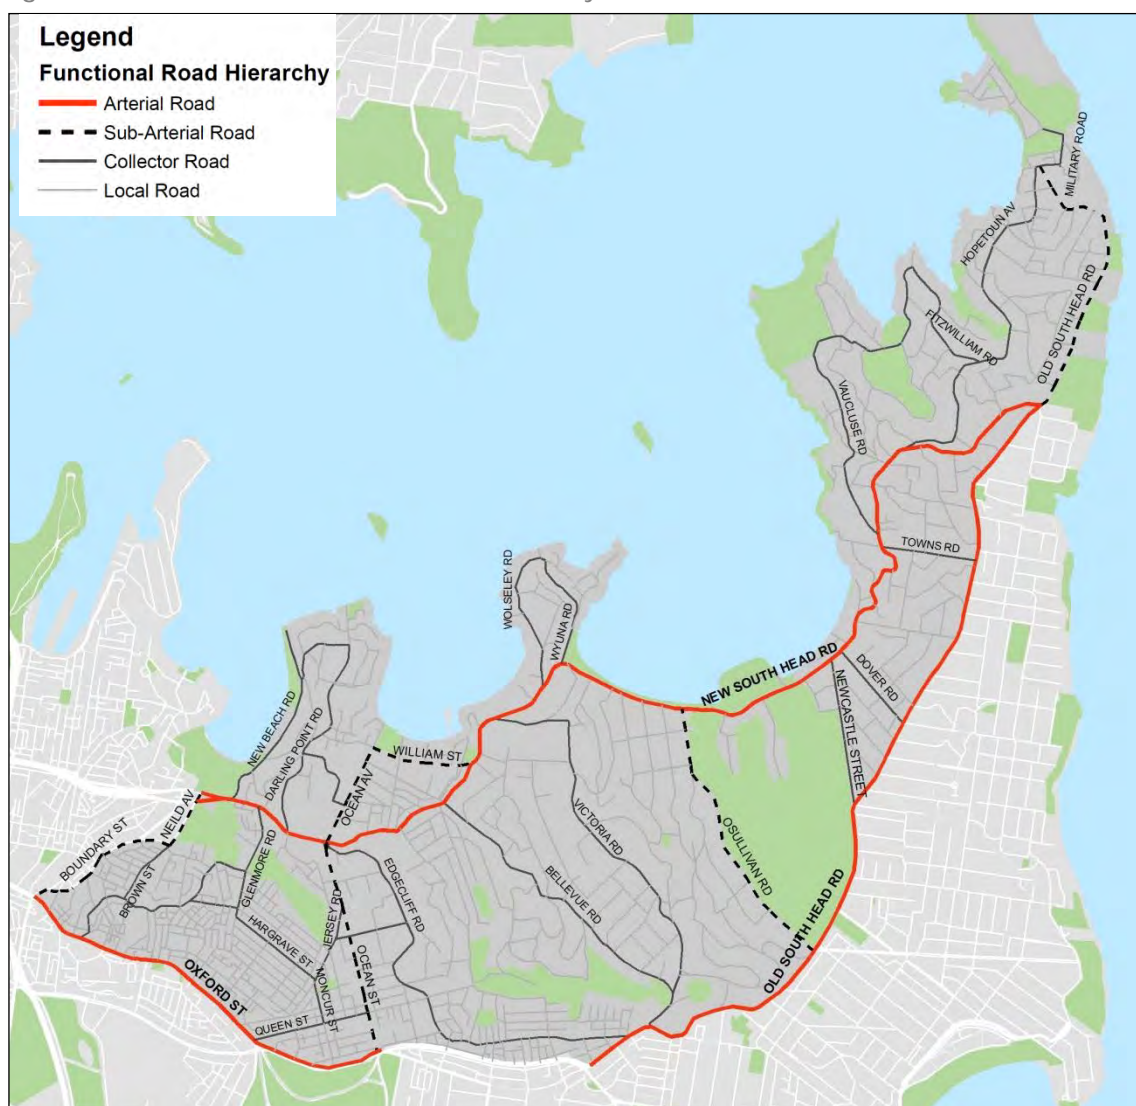 Legend
Functional Road Hierarchy
Arterial Road
Sub-Arterial Road
Collector Road
Local Road
MILITARY ROAD
HOPETOUN AV
OLD SOUTH HEAD RD
FITZWILLIAM RD
VAUCLUSE RD
TOWNS RD
WOLSELEY RD
WYUNA RD
NEW SOUTH HEAD RD
DOVER RD
NEWCASTLE STREET
NEW BEACH RD
DARLING POINT RD
WILLIAM ST
OCEAN AV
NEILD AV
BOUNDARY ST
BROWN ST
GLENMORE RD
HARGRAVE ST
JERSEY RD
EDGECLIFF RD
VICTORIA RD
BELLEVUE RD
OSULLIVAN RD
OLD SOUTH HEAD RD
OXFORD ST
MONCUR ST
OCEAN ST
QUEEN ST